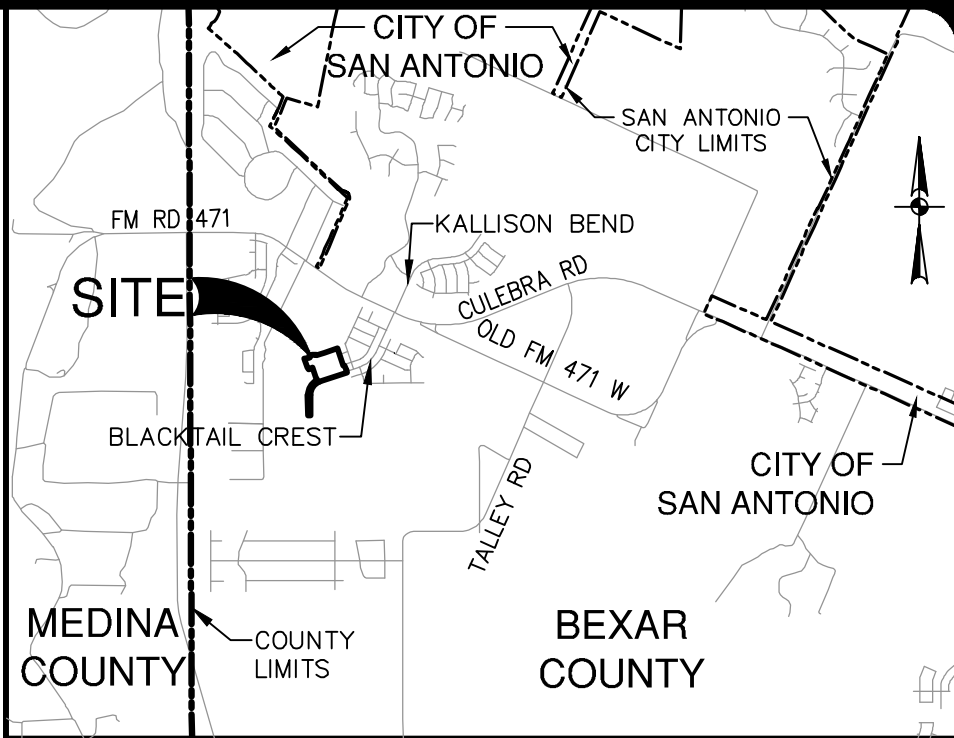 CITY OF
SAN ANTONIO
SAN ANTONIO
CITY LIMITS
FM RD 471
KALLISON BEND
SITE
CULEBRA RD
OLD FM 471 W
BLACKTAIL CREST
CITY OF
SAN ANTONIO
TALLEY RD
MEDINA
COUNTY
COUNTY
LIMITS
BEXAR
COUNTY